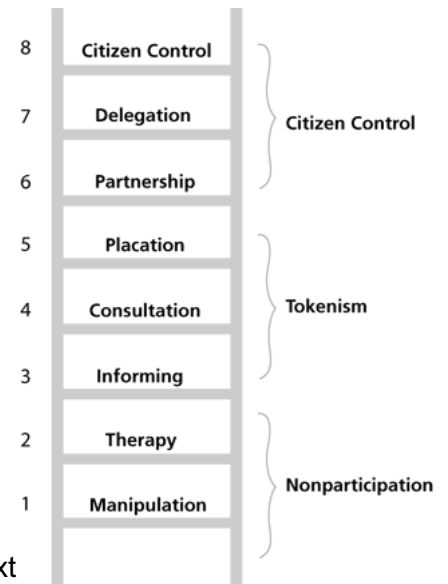 8 Citizen Control
7 Delegation
Citizen Control
6 Partnership
5 Placation
4 Consultation
Tokenism
3 Informing
2 Therapy
Nonparticipation
1 Manipulation
xt